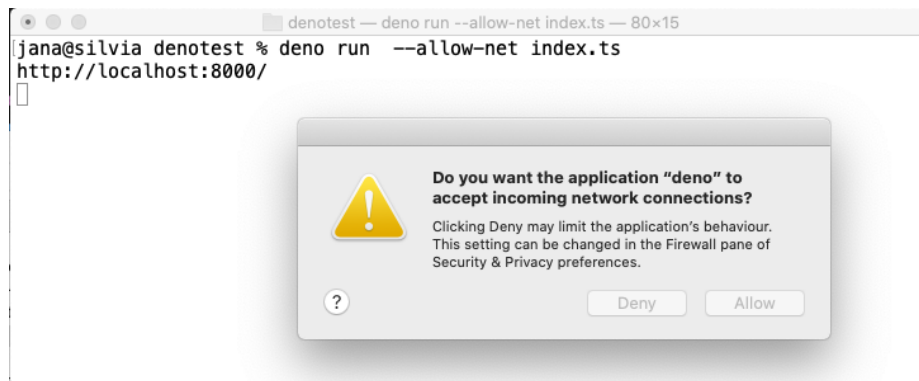 denotest — deno run --allow-net index.ts — 80×15
[jana@silvia denotest % deno run  --allow-net index.ts
http://localhost:8000/
Do you want the application “deno” to
accept incoming network connections?
Clicking Deny may limit the application’s behaviour.
This setting can be changed in the Firewall pane of
Security & Privacy preferences.
? Deny Allow